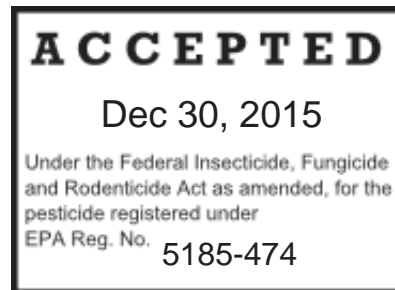 ACCEPTED
Dec 30, 2015
Under the Federal Insecticide, Fungicide
and Rodenticide Act as amended, for the
pesticide registered under
EPA Reg. No. 5185-474